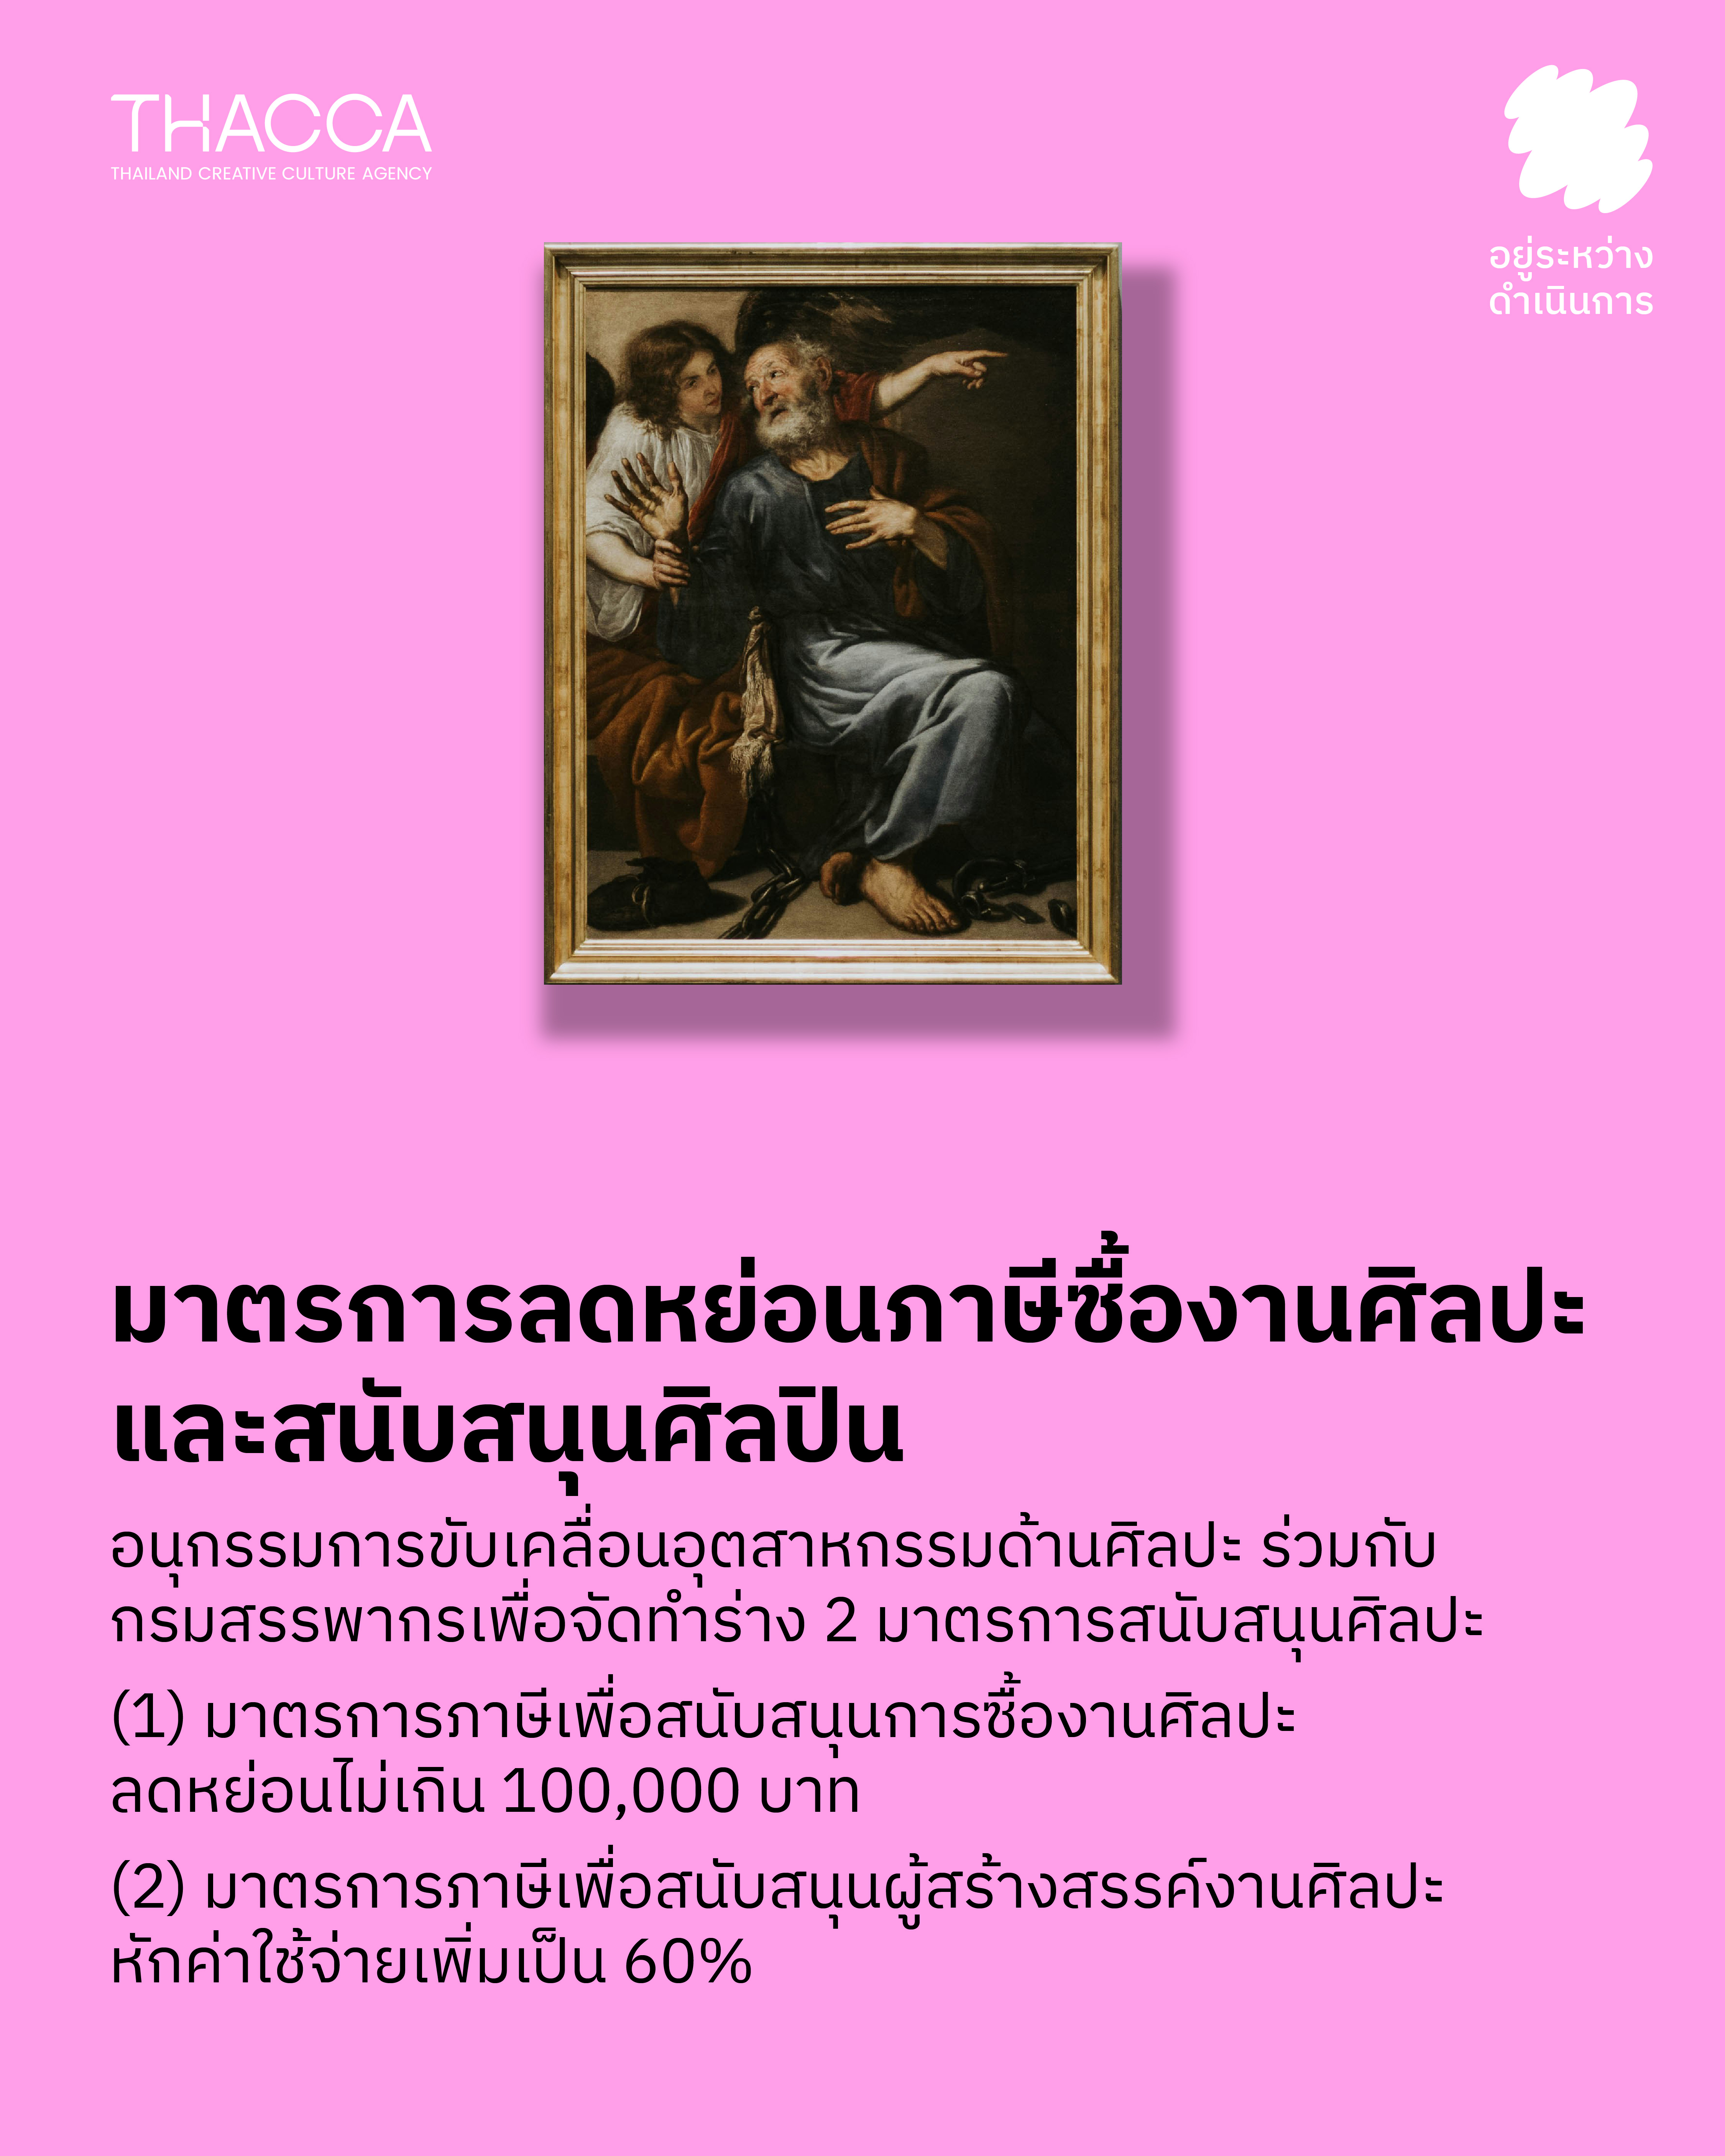 THACCA
THAILAND CREATIVE CULTURE AGENCY
อยู่ระหว่าง
ดำเนินการ
มาตรการลดหย่อนภาษีซื้องานศิลปะ
และสนับสนุนศิลปิน
อนุกรรมการขับเคลื่อนอุตสาหกรรมด้านศิลปะ ร่วมกับ
กรมสรรพากรเพื่อจัดทำร่าง 2 มาตรการสนับสนุนศิลปะ
(1) มาตรการภาษีเพื่อสนับสนุนการซื้องานศิลปะ
ลดหย่อนไม่เกิน 100,000 บาท
(2) มาตรการภาษีเพื่อสนับสนุนผู้สร้างสรรค์งานศิลปะ
หักค่าใช้จ่ายเพิ่มเป็น 60%